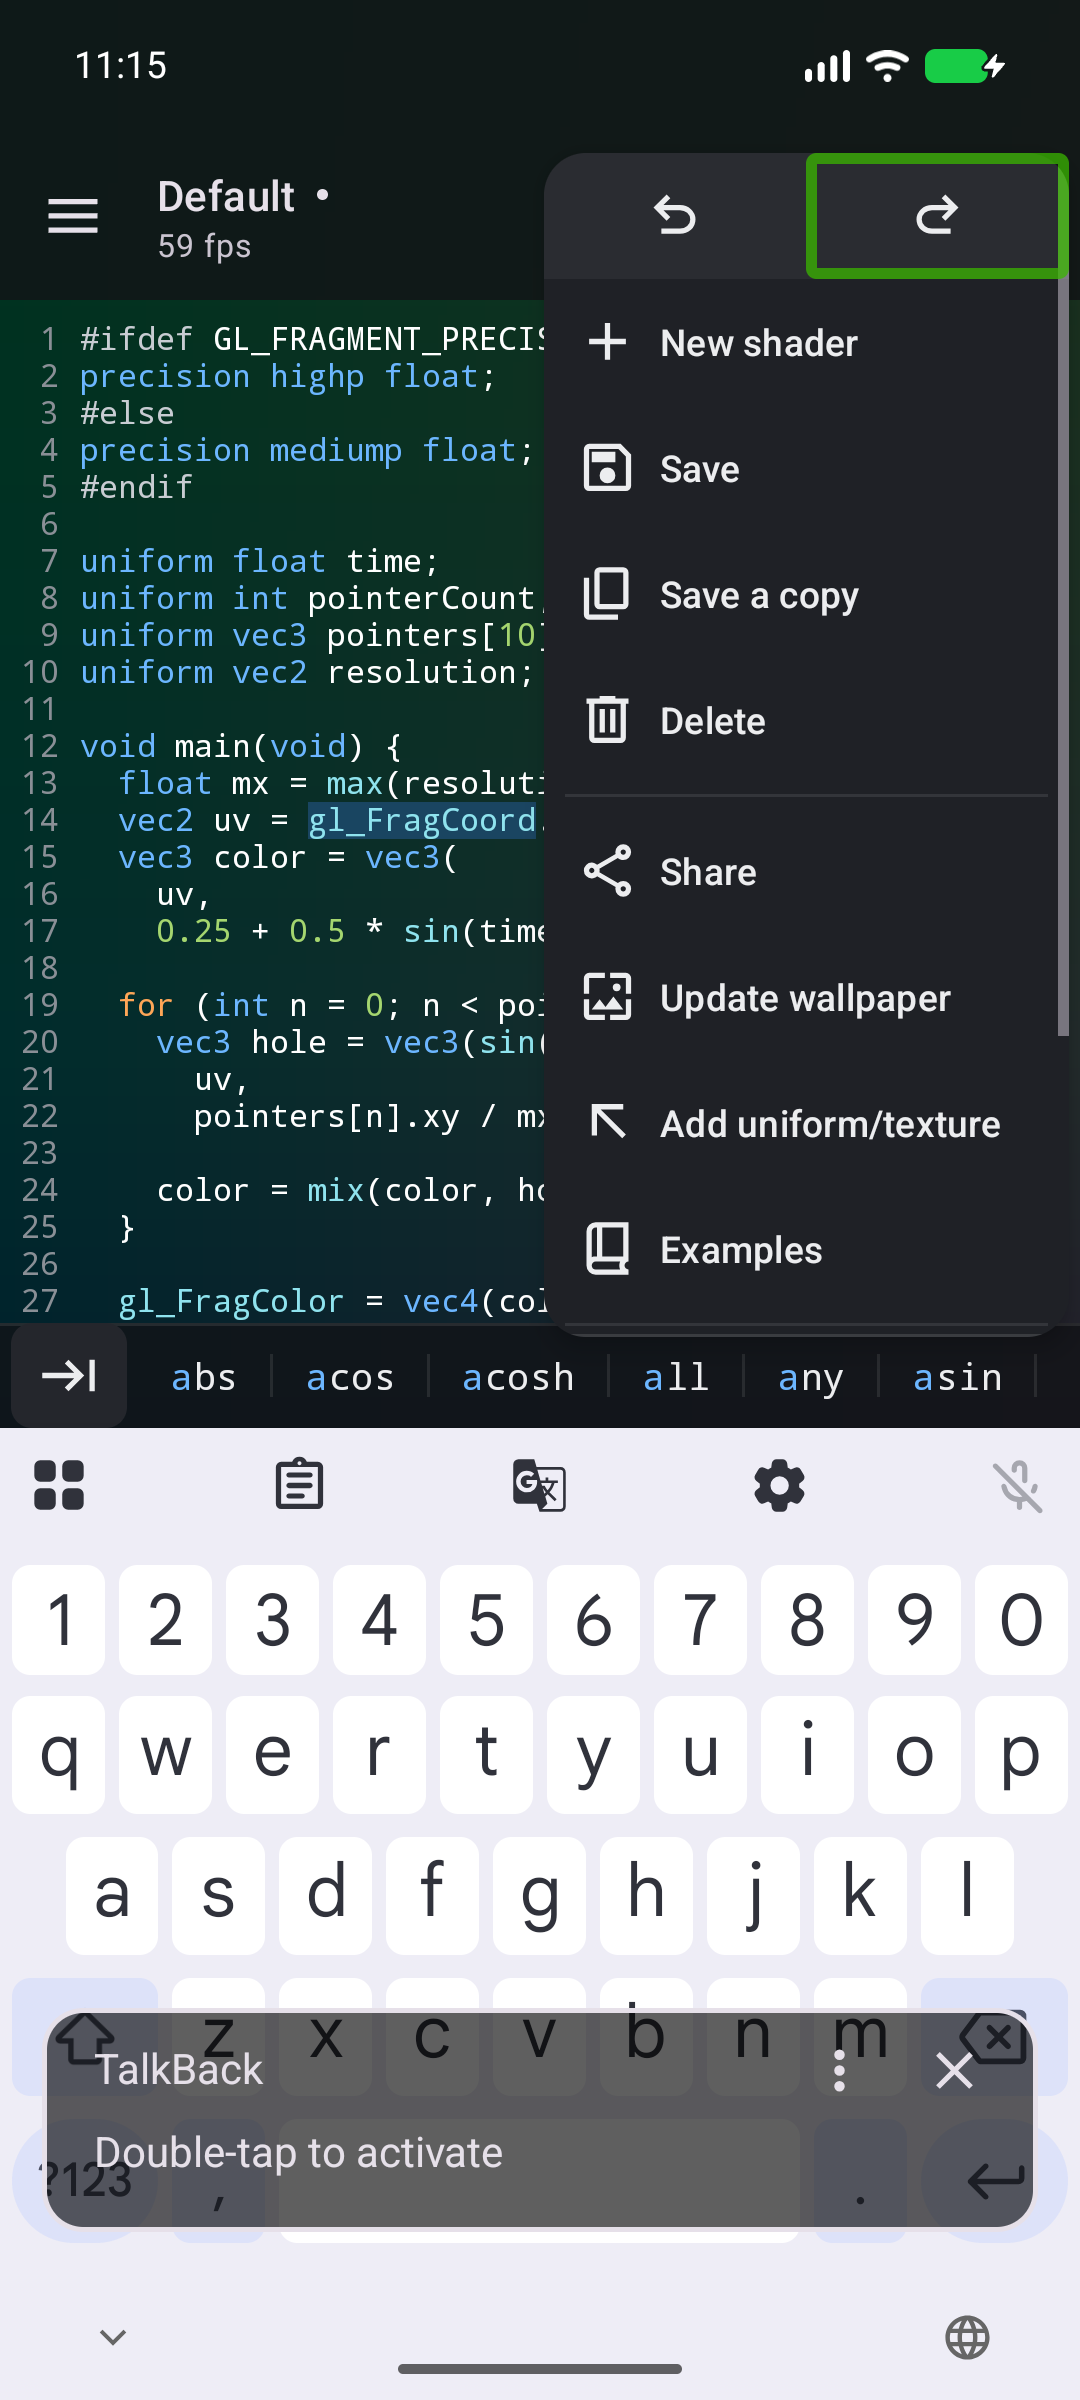 11:15
Default •
59 fps
1 #ifdef GL_FRAGMENT_PRECIS
2 precision highp float;
3 #else
4 precision mediump float;
5 #endif
6
7 uniform float time;
8 uniform int pointerCount
9 uniform vec3 pointers[10]
10 uniform vec2 resolution;
11
12 void main(void) {
13 float mx = max(resoluti
14 vec2 uv = gl_FragCoord.
15 vec3 color = vec3(
16 uv,
17 0.25 + 0.5 * sin(time
18
19 for (int n = 0; n < poi
20 vec3 hole = vec3(sin(
21 uv,
22 pointers[n].xy / mx
23
24 color = mix(color, ho
25 }
26
27 gl_FragColor = vec4(col
New shader
Save
Save a copy
Delete
Share
Update wallpaper
Add uniform/texture
Examples
abs acos acosh all any asin
G 文
1 2 3 4 5 6 7 8 9 0
q w e r t y u i o p
a s d f g h j k l
z x c v b n m
TalkBack
Double-tap to activate
?123 , .